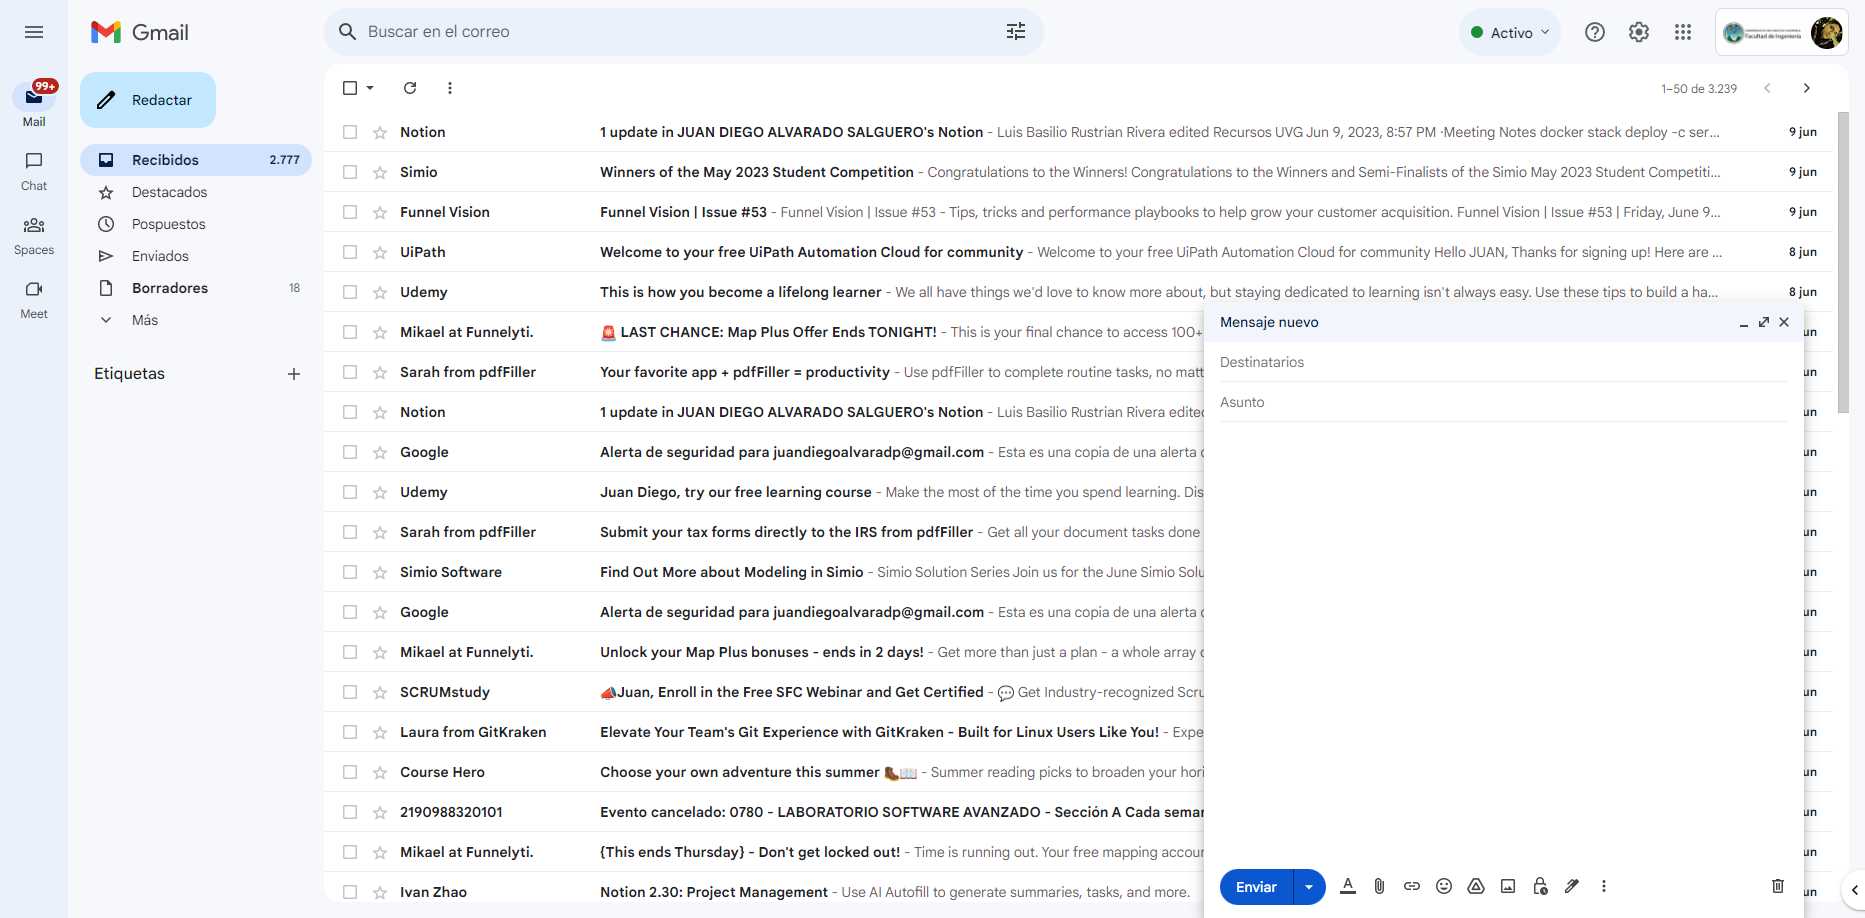 Gmail
Buscar en el correo
Activo
Facultad de Ingeniería
99+
Mail
Chat
Spaces
Meet
Redactar
Recibidos 2.777
Destacados
Pospuestos
Enviados
Borradores 18
Más
Etiquetas
1–50 de 3.239
Notion 1 update in JUAN DIEGO ALVARADO SALGUERO's Notion - Luis Basilio Rustrian Rivera edited Recursos UVG Jun 9, 2023, 8:57 PM ·Meeting Notes docker stack deploy -c ser... 9 jun
Simio Winners of the May 2023 Student Competition - Congratulations to the Winners! Congratulations to the Winners and Semi-Finalists of the Simio May 2023 Student Competiti... 9 jun
Funnel Vision Funnel Vision | Issue #53 - Funnel Vision | Issue #53 - Tips, tricks and performance playbooks to help grow your customer acquisition. Funnel Vision | Issue #53 | Friday, June 9... 9 jun
UiPath Welcome to your free UiPath Automation Cloud for community - Welcome to your free UiPath Automation Cloud for community Hello JUAN, Thanks for signing up! Here are ... 8 jun
Udemy This is how you become a lifelong learner - We all have things we'd love to know more about, but staying dedicated to learning isn't always easy. Use these tips to build a ha... 8 jun
Mikael at Funnelyti. 🚨 LAST CHANCE: Map Plus Offer Ends TONIGHT! - This is your final chance to access 100+ un
Sarah from pdfFiller Your favorite app + pdfFiller = productivity - Use pdfFiller to complete routine tasks, no matt un
Notion 1 update in JUAN DIEGO ALVARADO SALGUERO's Notion - Luis Basilio Rustrian Rivera edited un
Google Alerta de seguridad para juandiegoalvaradp@gmail.com - Esta es una copia de una alerta un
Udemy Juan Diego, try our free learning course - Make the most of the time you spend learning. Dis un
Sarah from pdfFiller Submit your tax forms directly to the IRS from pdfFiller - Get all your document tasks done un
Simio Software Find Out More about Modeling in Simio - Simio Solution Series Join us for the June Simio Solu un
Google Alerta de seguridad para juandiegoalvaradp@gmail.com - Esta es una copia de una alerta un
Mikael at Funnelyti. Unlock your Map Plus bonuses - ends in 2 days! - Get more than just a plan - a whole array un
SCRUMstudy 📣Juan, Enroll in the Free SFC Webinar and Get Certified - 💬 Get Industry-recognized Scru un
Laura from GitKraken Elevate Your Team's Git Experience with GitKraken - Built for Linux Users Like You! - Expe un
Course Hero Choose your own adventure this summer 🥾📖 - Summer reading picks to broaden your hori un
2190988320101 Evento cancelado: 0780 - LABORATORIO SOFTWARE AVANZADO - Sección A Cada semar un
Mikael at Funnelyti. {This ends Thursday} - Don't get locked out! - Time is running out. Your free mapping accour un
Ivan Zhao Notion 2.30: Project Management - Use AI Autofill to generate summaries, tasks, and more. un
Mensaje nuevo
Destinatarios
Asunto
Enviar